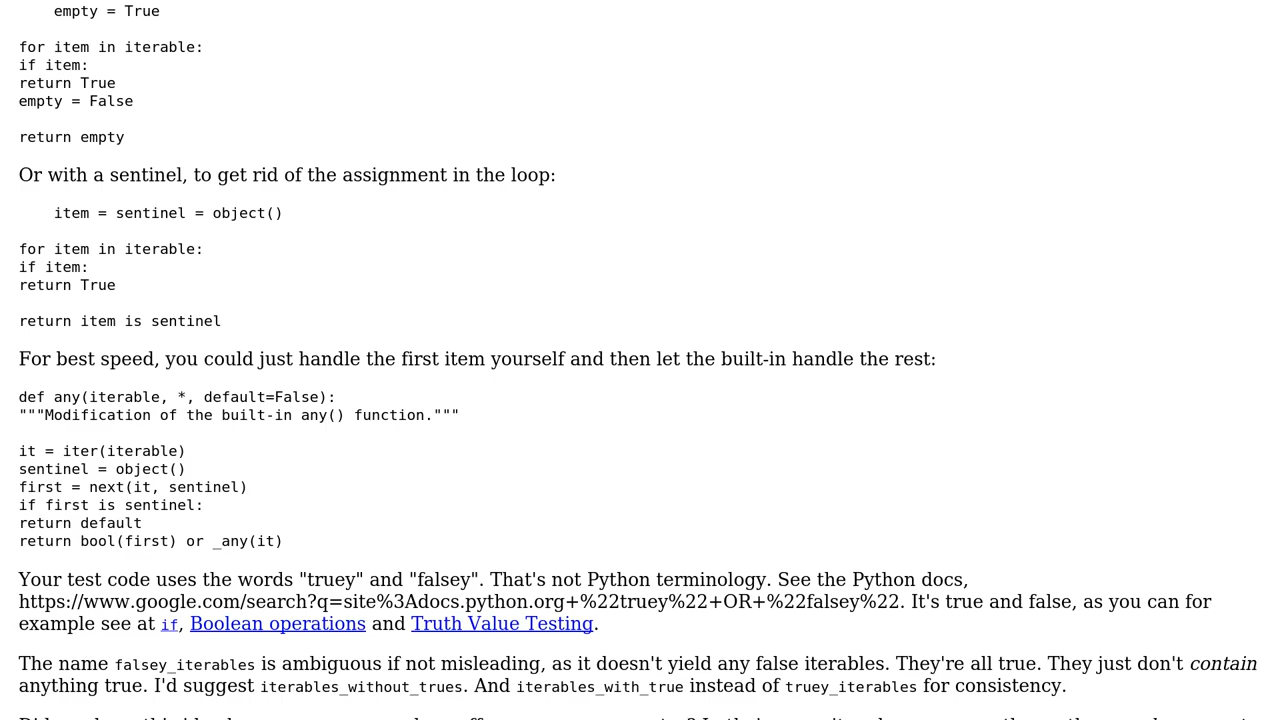 empty = True

for item in iterable:
if item:
return True
empty = False

return empty

Or with a sentinel, to get rid of the assignment in the loop:

    item = sentinel = object()

for item in iterable:
if item:
return True

return item is sentinel

For best speed, you could just handle the first item yourself and then let the built-in handle the rest:

def any(iterable, *, default=False):
"""Modification of the built-in any() function."""

it = iter(iterable)
sentinel = object()
first = next(it, sentinel)
if first is sentinel:
return default
return bool(first) or _any(it)

Your test code uses the words "truey" and "falsey". That's not Python terminology. See the Python docs,
https://www.google.com/search?q=site%3Adocs.python.org+%22truey%22+OR+%22falsey%22. It's true and false, as you can for
example see at if, Boolean operations and Truth Value Testing.

The name falsey_iterables is ambiguous if not misleading, as it doesn't yield any false iterables. They're all true. They just don't contain
anything true. I'd suggest iterables_without_trues. And iterables_with_true instead of truey_iterables for consistency.